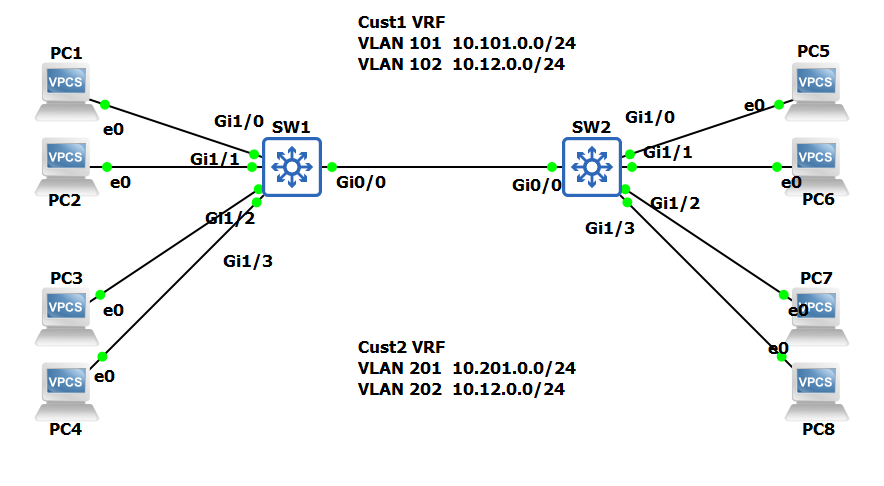 Cust1 VRF
VLAN 101  10.101.0.0/24
VLAN 102  10.12.0.0/24
PC1
VPCS
e0
Gi1/0
PC2
VPCS
e0
Gi1/1
SW1
Gi0/0
SW2
Gi0/0
Gi1/0
PC5
VPCS
e0
Gi1/1
VPCS
e0
PC6
Gi1/2
Gi1/3
Gi1/2
Gi1/3
PC3
VPCS
e0
VPCS
e0
PC4
PC7
VPCS
e0
e0
VPCS
PC8
Cust2 VRF
VLAN 201  10.201.0.0/24
VLAN 202  10.12.0.0/24